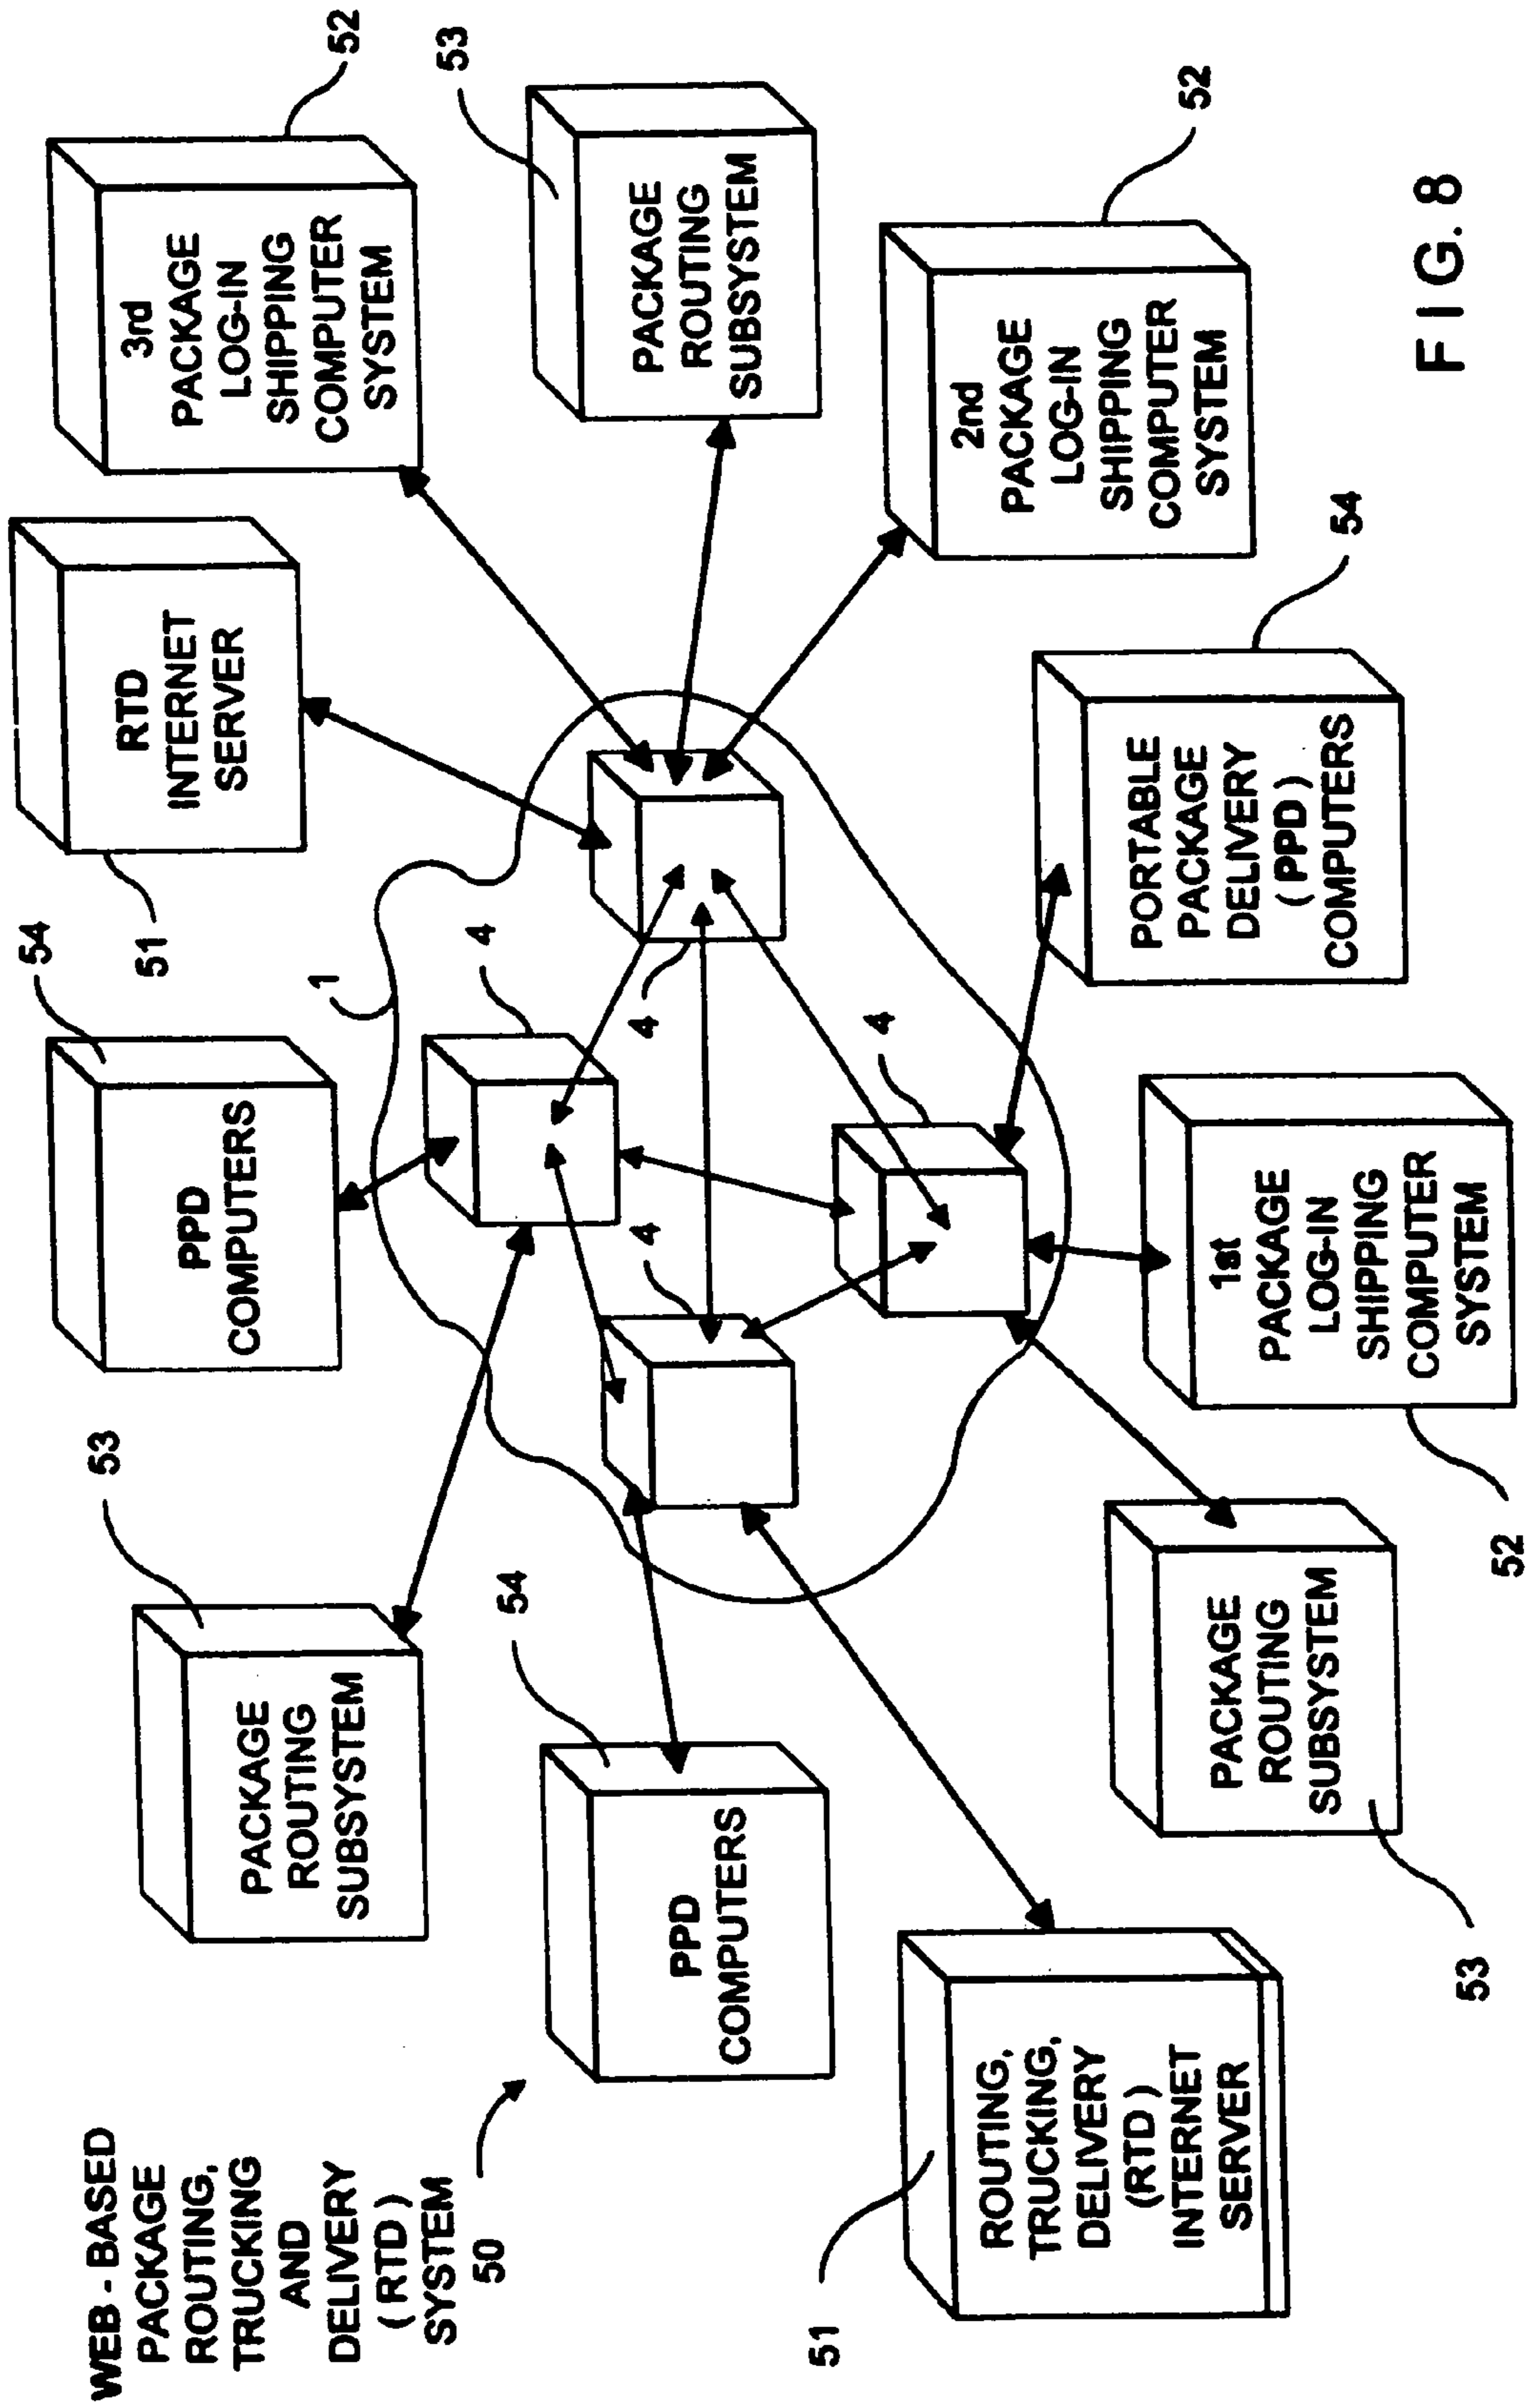 WEB - BASED
PACKAGE
ROUTING,
TRUCKING
AND
DELIVERY
( RTD )
SYSTEM
50
53
PACKAGE
ROUTING
SUBSYSTEM
54
PPD
COMPUTERS
54
PPD
COMPUTERS
51
RTD
INTERNET
SERVER
52
3rd
PACKAGE
LOG-IN
SHIPPING
COMPUTER
SYSTEM
53
PACKAGE
ROUTING
SUBSYSTEM
52
2nd
PACKAGE
LOG-IN
SHIPPING
COMPUTER
SYSTEM
1
4
4
4
4
51
ROUTING,
TRUCKING,
DELIVERY
(RTD )
INTERNET
SERVER
53
PACKAGE
ROUTING
SUBSYSTEM
52
1st
PACKAGE
LOG-IN
SHIPPING
COMPUTER
SYSTEM
54
PORTABLE
PACKAGE
DELIVERY
( PPD )
COMPUTERS
F I G. 8